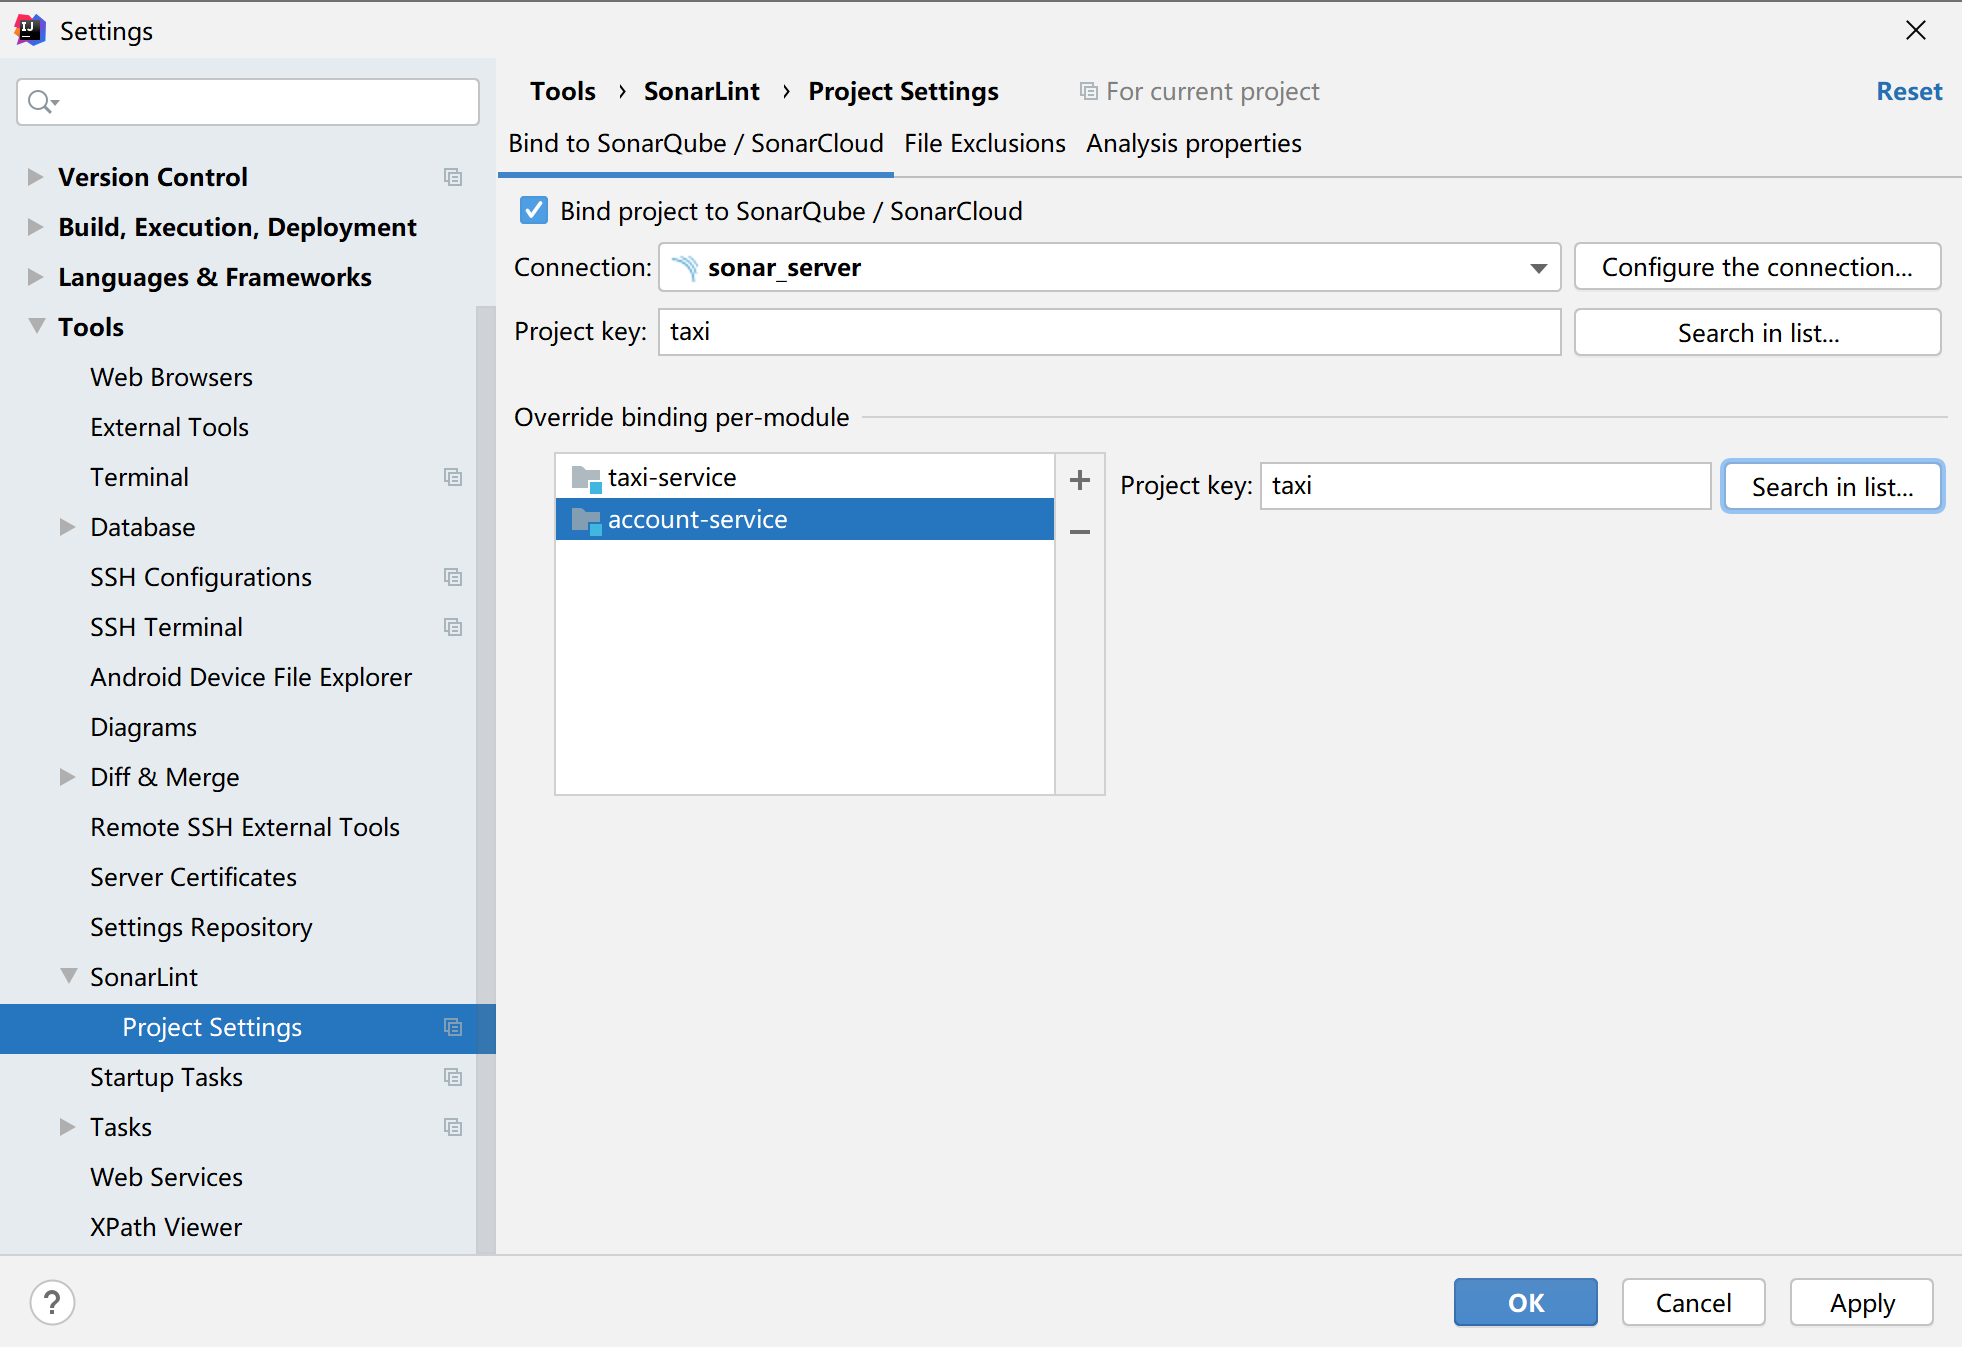 Settings
Version Control
Build, Execution, Deployment
Languages & Frameworks
Tools
Web Browsers
External Tools
Terminal
Database
SSH Configurations
SSH Terminal
Android Device File Explorer
Diagrams
Diff & Merge
Remote SSH External Tools
Server Certificates
Settings Repository
SonarLint
Project Settings
Startup Tasks
Tasks
Web Services
XPath Viewer
Tools › SonarLint › Project Settings For current project Reset
Bind to SonarQube / SonarCloud File Exclusions Analysis properties
Bind project to SonarQube / SonarCloud
Connection: sonar_server Configure the connection...
Project key: taxi Search in list...
Override binding per-module
taxi-service
account-service
Project key: taxi Search in list...
? OK Cancel Apply